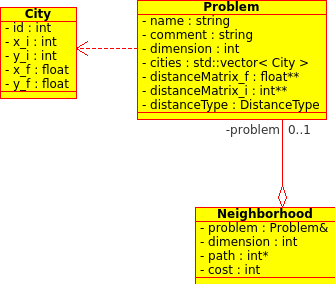 City
- id : int
- x_i : int
- y_i : int
- x_f : float
- y_f : float
Problem
- name : string
- comment : string
- dimension : int
- cities : std::vector< City >
- distanceMatrix_f : float**
- distanceMatrix_i : int**
- distanceType : DistanceType
-problem 0..1
Neighborhood
- problem : Problem&
- dimension : int
- path : int*
- cost : int